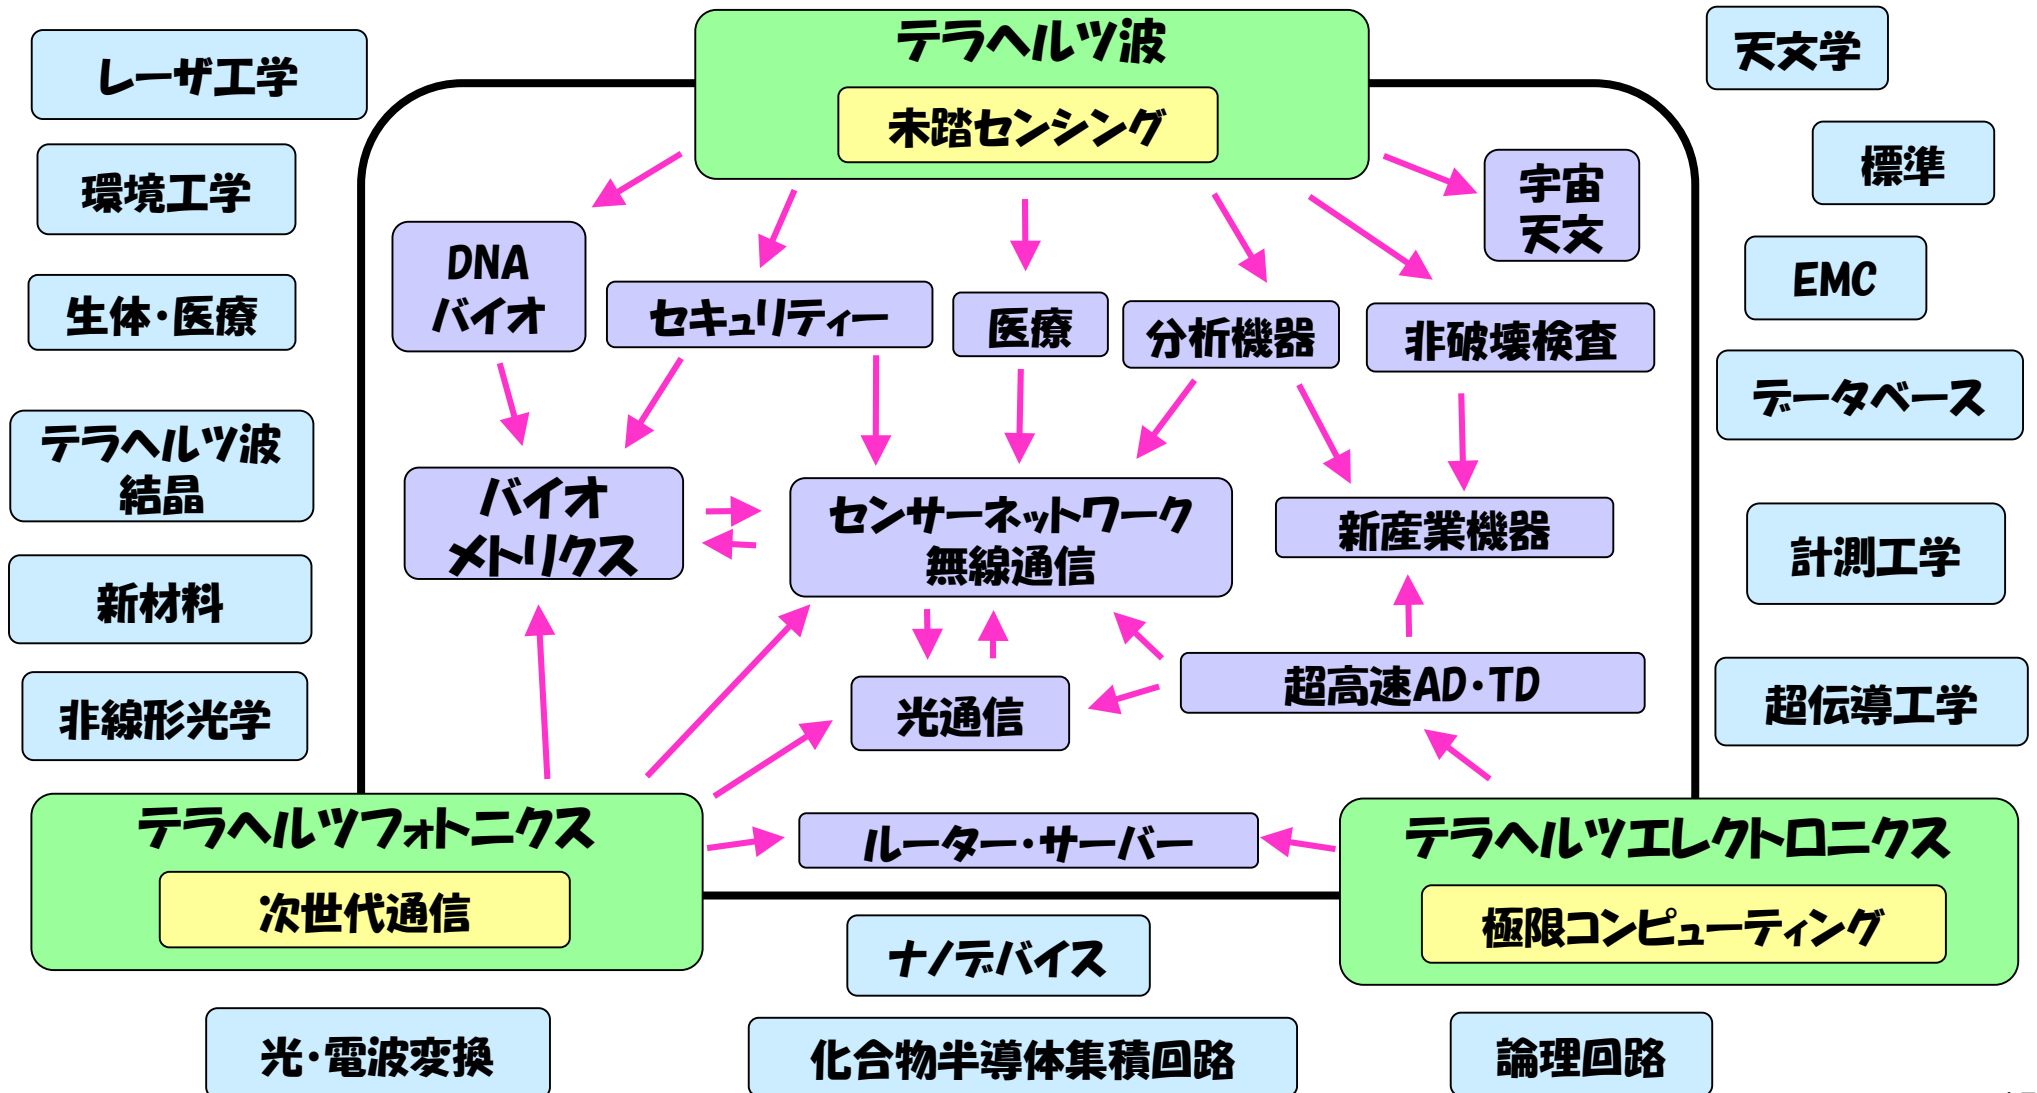 テラヘルツ波
未踏センシング
レーザ工学
環境工学
生体・医療
テラヘルツ波
結晶
新材料
非線形光学
天文学
標準
EMC
データベース
計測工学
超伝導工学
宇宙
天文
DNA
バイオ
セキュリティー
医療
分析機器
非破壊検査
バイオ
メトリクス
センサーネットワーク
無線通信
新産業機器
光通信
超高速AD・TD
ルーター・サーバー
テラヘルツフォトニクス
次世代通信
テラヘルツエレクトロニクス
極限コンピューティング
ナノデバイス
光・電波変換
化合物半導体集積回路
論理回路